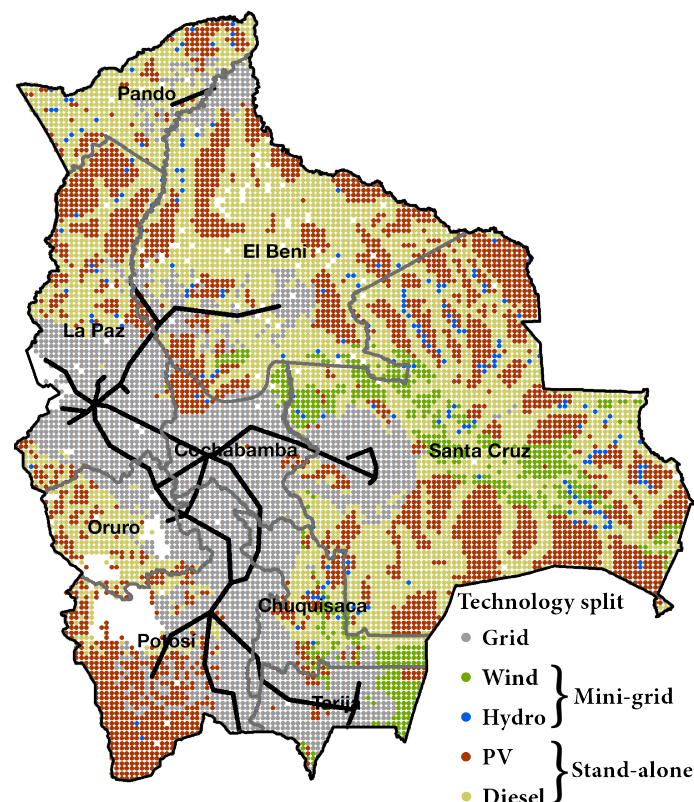 Pando
El Beni
La Paz
Cochabamba
Santa Cruz
Oruro
Chuquisaca
Potosi
Tarija
Technology split
Grid
Wind
Mini-grid
Hydro
PV
Stand-alone
Diesel